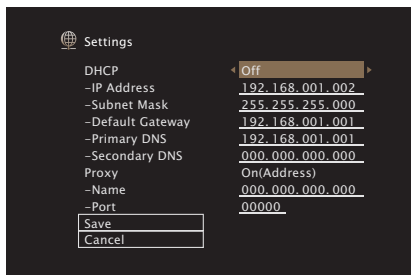 Settings
DHCP Off
-IP Address 192.168.001.002
-Subnet Mask 255.255.255.000
-Default Gateway 192.168.001.001
-Primary DNS 192.168.001.001
-Secondary DNS 000.000.000.000
Proxy On(Address)
-Name 000.000.000.000
-Port 00000
Save
Cancel